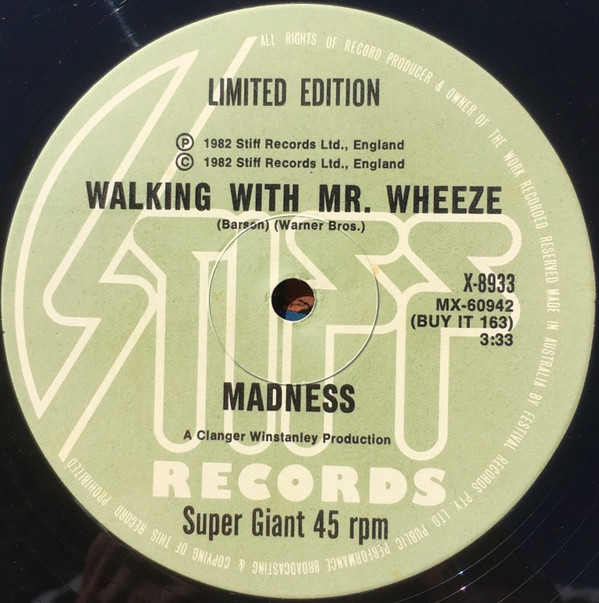 ALL RIGHTS OF RECORD PRODUCER & OWNER OF THE WORK RECORDED RESERVED MADE IN AUSTRALIA BY FESTIVAL RECORDS PTY LTD. PUBLIC PERFORMANCE BROADCASTING & COPYING OF THIS RECORD PROHIBITED
LIMITED EDITION
Ⓟ 1982 Stiff Records Ltd., England
© 1982 Stiff Records Ltd., England
WALKING WITH MR. WHEEZE
(Barson) (Warner Bros.)
STIFF
X-8933
MX-60942
(BUY IT 163)
3:33
MADNESS
A Clanger Winstanley Production
RECORDS
Super Giant 45 rpm